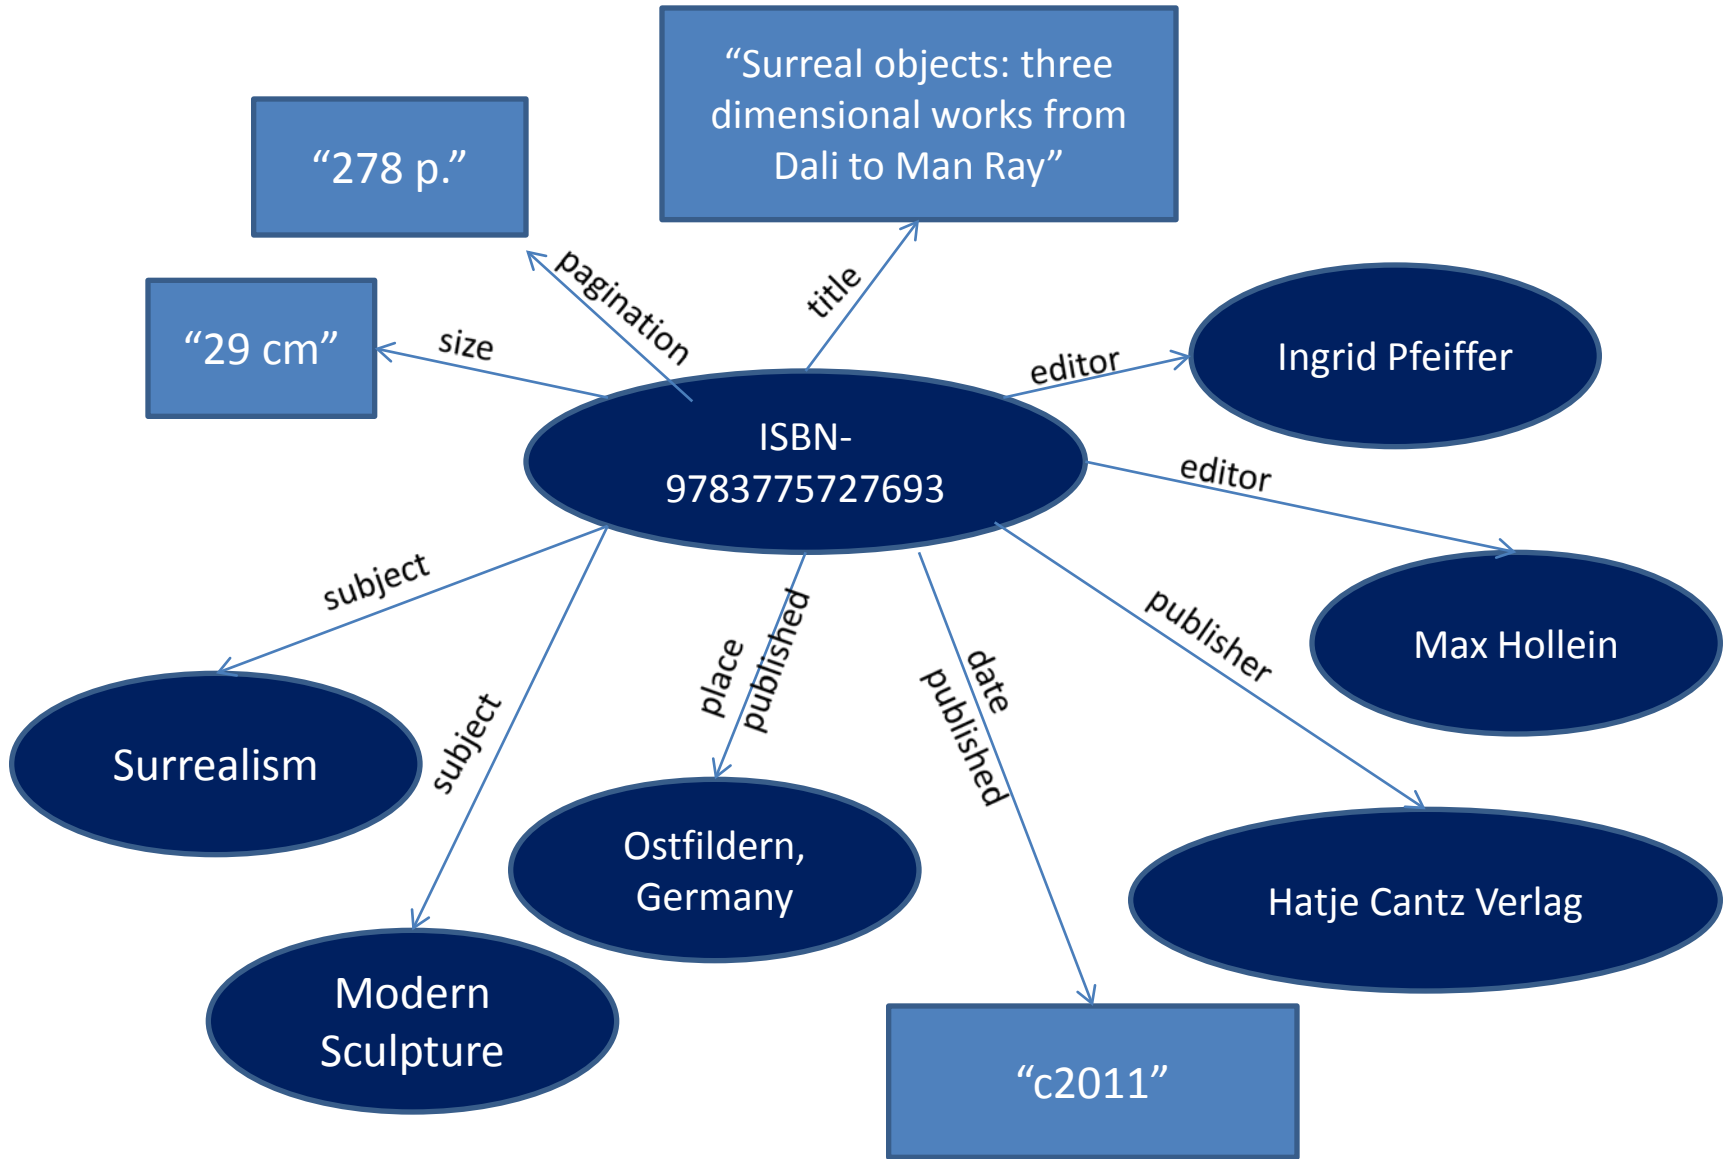 “Surreal objects: three
dimensional works from
Dali to Man Ray”
“278 p.”
pagination
title
“29 cm”
size
editor
Ingrid Pfeiffer
ISBN-
9783775727693
editor
Max Hollein
subject
Surrealism
subject
Modern
Sculpture
place
published
Ostfildern,
Germany
date
published
“c2011”
publisher
Hatje Cantz Verlag